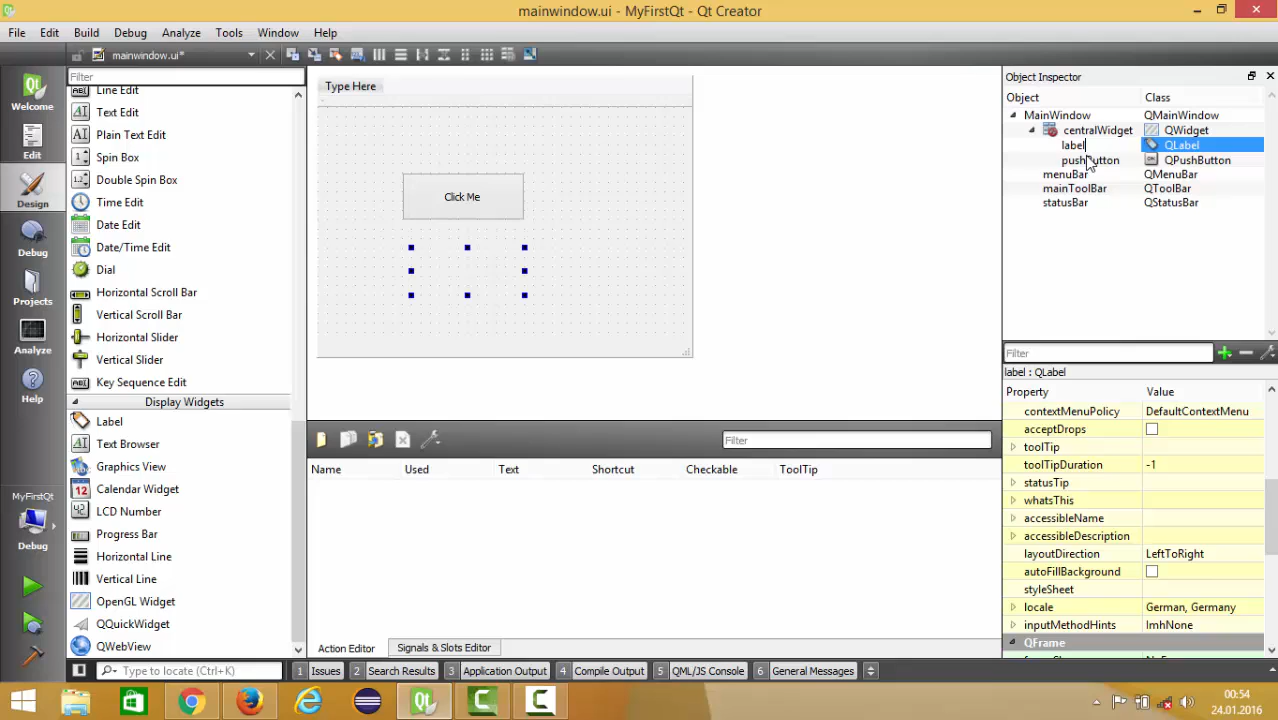 mainwindow.ui - MyFirstQt - Qt Creator
File Edit Build Debug Analyze Tools Window Help
mainwindow.ui*
Welcome
Edit
Design
Debug
Projects
Analyze
Help
MyFirstQt
Debug
Filter
Line Edit
Text Edit
Plain Text Edit
Spin Box
Double Spin Box
Time Edit
Date Edit
Date/Time Edit
Dial
Horizontal Scroll Bar
Vertical Scroll Bar
Horizontal Slider
Vertical Slider
Key Sequence Edit
Display Widgets
Label
Text Browser
Graphics View
Calendar Widget
LCD Number
Progress Bar
Horizontal Line
Vertical Line
OpenGL Widget
QQuickWidget
QWebView
Type Here
Click Me
Filter
Name Used Text Shortcut Checkable ToolTip
Action Editor Signals & Slots Editor
Object Inspector
Object Class
MainWindow QMainWindow
centralWidget QWidget
label QLabel
pushButton QPushButton
menuBar QMenuBar
mainToolBar QToolBar
statusBar QStatusBar
Filter
label : QLabel
Property Value
contextMenuPolicy DefaultContextMenu
acceptDrops
toolTip
toolTipDuration -1
statusTip
whatsThis
accessibleName
accessibleDescription
layoutDirection LeftToRight
autoFillBackground
styleSheet
locale German, Germany
inputMethodHints ImhNone
QFrame
Type to locate (Ctrl+K) 1 Issues 2 Search Results 3 Application Output 4 Compile Output 5 QML/JS Console 6 General Messages
00:54
24.01.2016